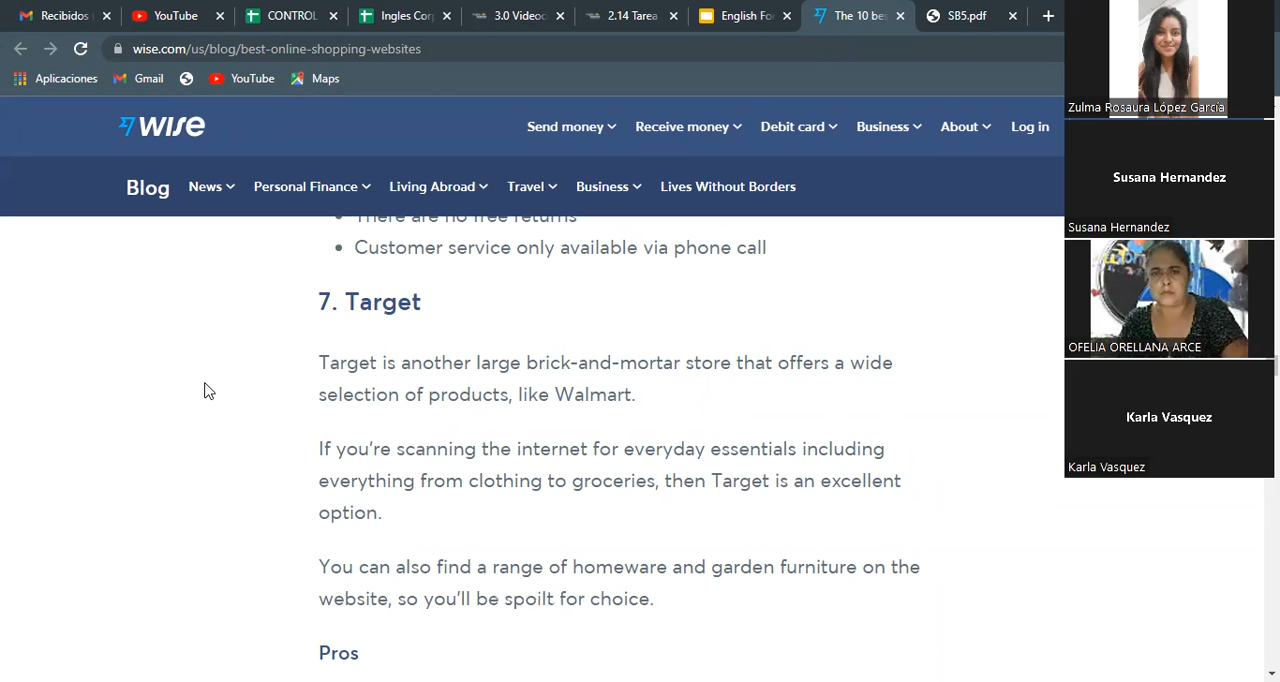 Recibidos
YouTube
CONTROL
Ingles Cor
3.0 Videoc
2.14 Tarea
English Fo
The 10 bes
SB5.pdf
wise.com/us/blog/best-online-shopping-websites
Aplicaciones
Gmail
YouTube
Maps
WISE
Send money
Receive money
Debit card
Business
About
Log in
Blog
News
Personal Finance
Living Abroad
Travel
Business
Lives Without Borders
There are no free returns
Customer service only available via phone call
7. Target
Target is another large brick-and-mortar store that offers a wide
selection of products, like Walmart.
If you're scanning the internet for everyday essentials including
everything from clothing to groceries, then Target is an excellent
option.
You can also find a range of homeware and garden furniture on the
website, so you'll be spoilt for choice.
Pros
Zulma Rosaura López García
Susana Hernandez
Susana Hernandez
OFELIA ORELLANA ARCE
Karla Vasquez
Karla Vasquez